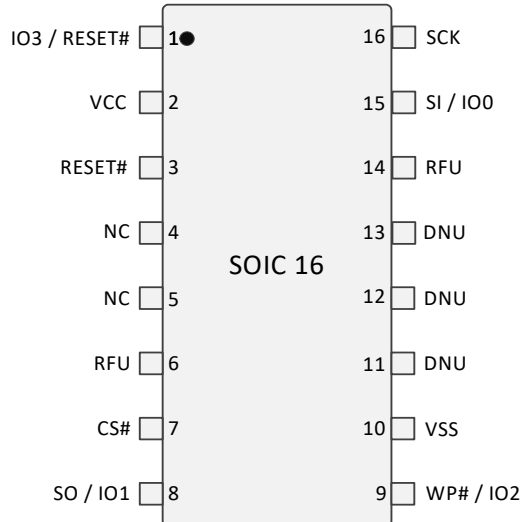 IO3 / RESET# 1 16 SCK
VCC 2 15 SI / IO0
RESET# 3 14 RFU
NC 4 13 DNU
SOIC 16
NC 5 12 DNU
RFU 6 11 DNU
CS# 7 10 VSS
SO / IO1 8 9 WP# / IO2